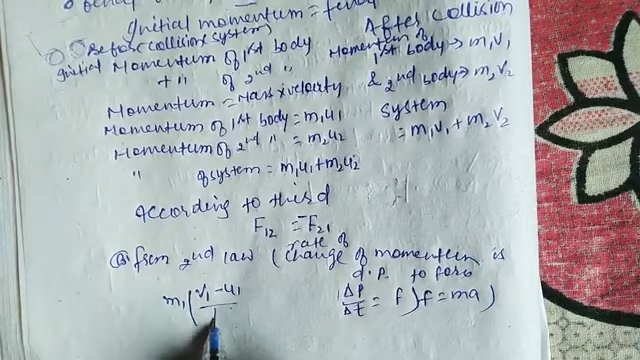 Initial momentum =
Before collision system
After collision
Initial Momentum of 1st body
+ " of 2nd "
Momentum of
1st body → m₁v₁
& 2nd body → m₂v₂
Momentum = Mass x velocity
Momentum of 1st body = m₁u₁
Momentum of 2nd " = m₂u₂
" of system = m₁u₁+m₂u₂
system
= m₁v₁ + m₂v₂
According to third
F₁₂ = -F₂₁
from 2nd law (rate of change of momentum is
d.p. to force
m₁(v₁-u₁
Δp/Δt = f) f = ma)